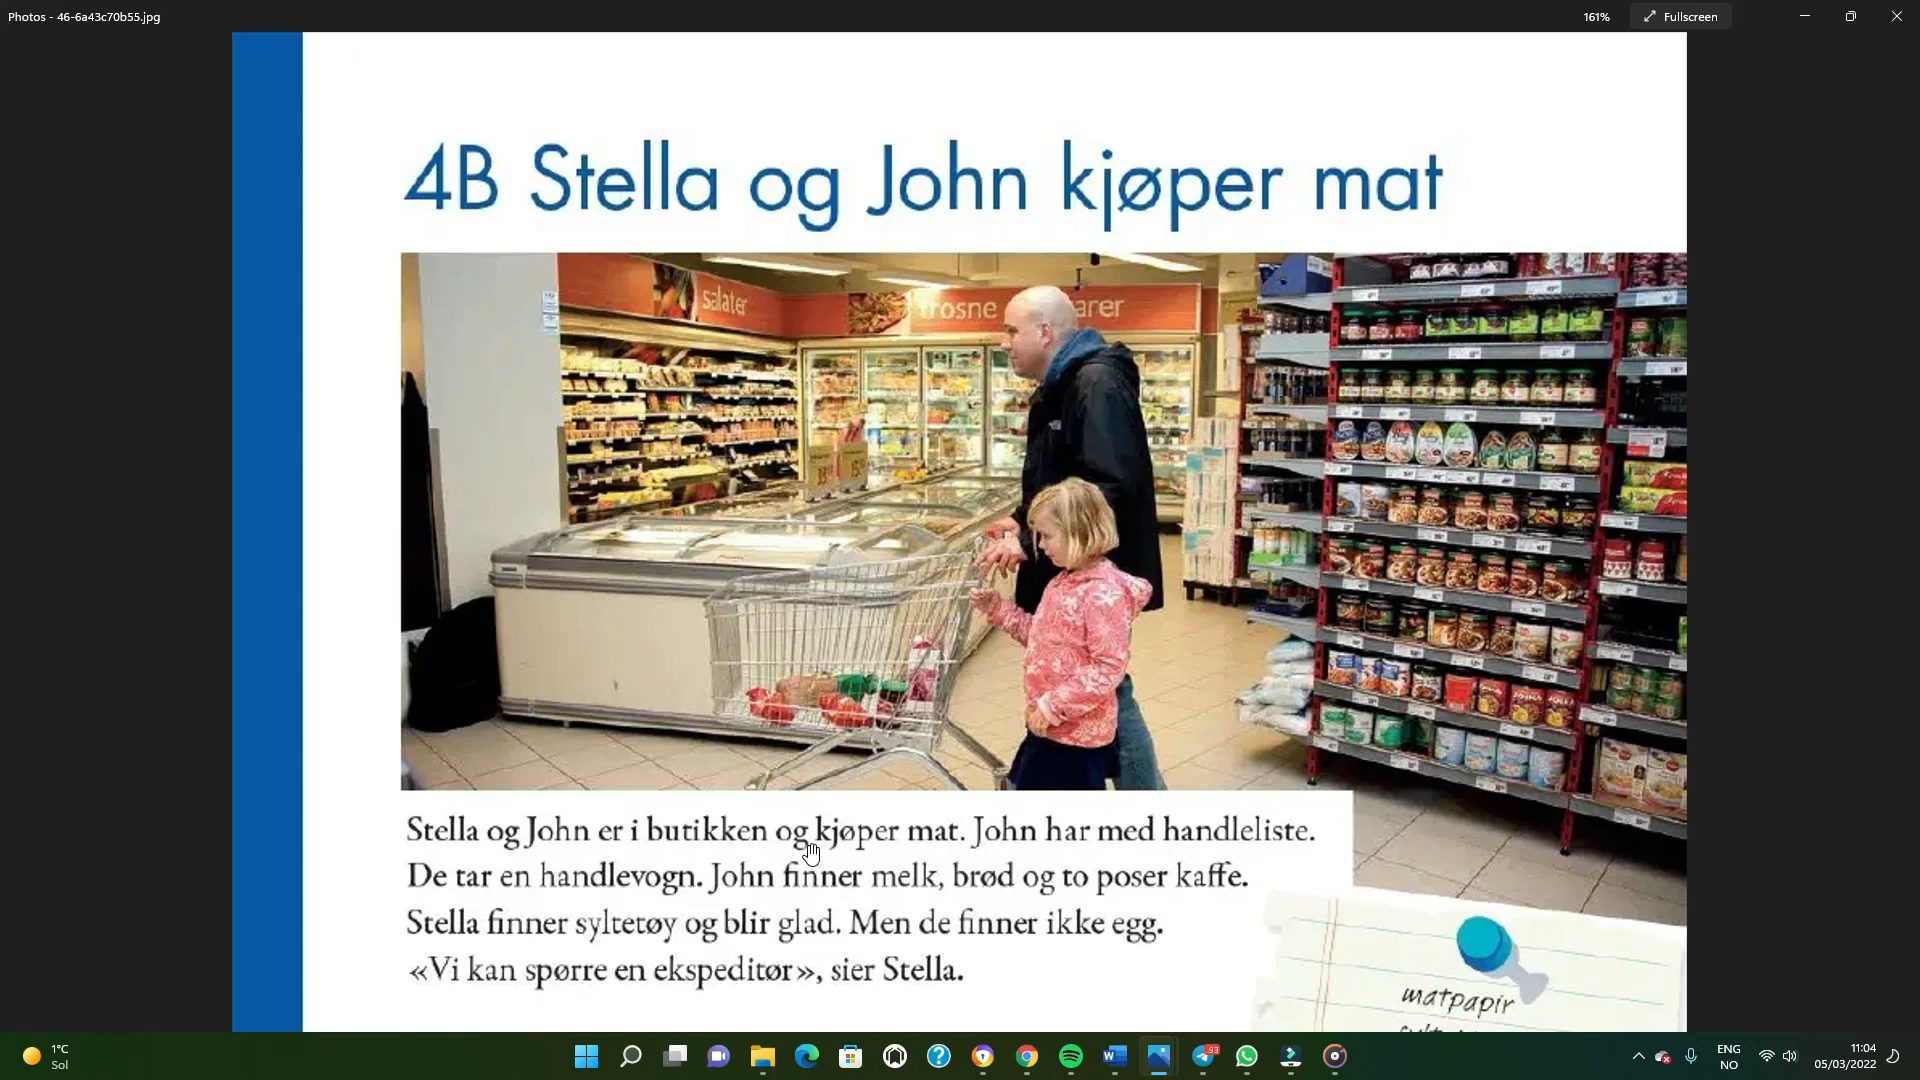 Photos - 46-6a43c70b55.jpg
161%
Fullscreen
4B Stella og John kjøper mat
salater
frosne
arer
Stella og John er i butikken og kjøper mat. John har med handleliste.
De tar en handlevogn. John finner melk, brød og to poser kaffe.
Stella finner syltetøy og blir glad. Men de finner ikke egg.
«Vi kan spørre en ekspeditør», sier Stella.
matpapir
1°C
Sol
93
ENG
NO
11:04
05/03/2022